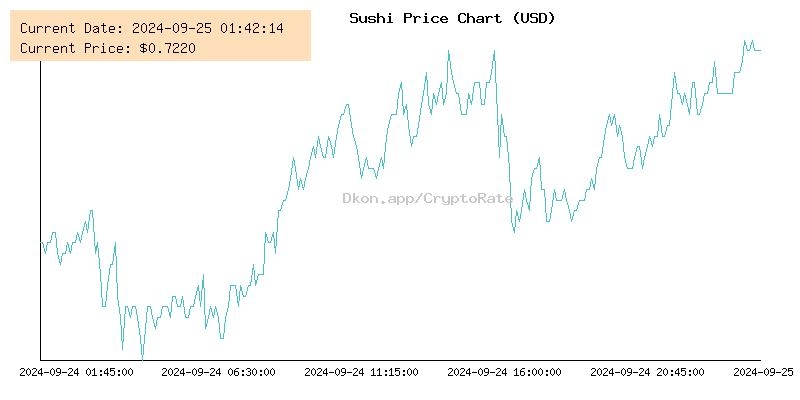 Sushi Price Chart (USD)
Current Date: 2024-09-25 01:42:14
Current Price: $0.7220
Dkon.app/CryptoRate
2024-09-24 01:45:00 2024-09-24 06:30:00 2024-09-24 11:15:00 2024-09-24 16:00:00 2024-09-24 20:45:00 2024-09-25